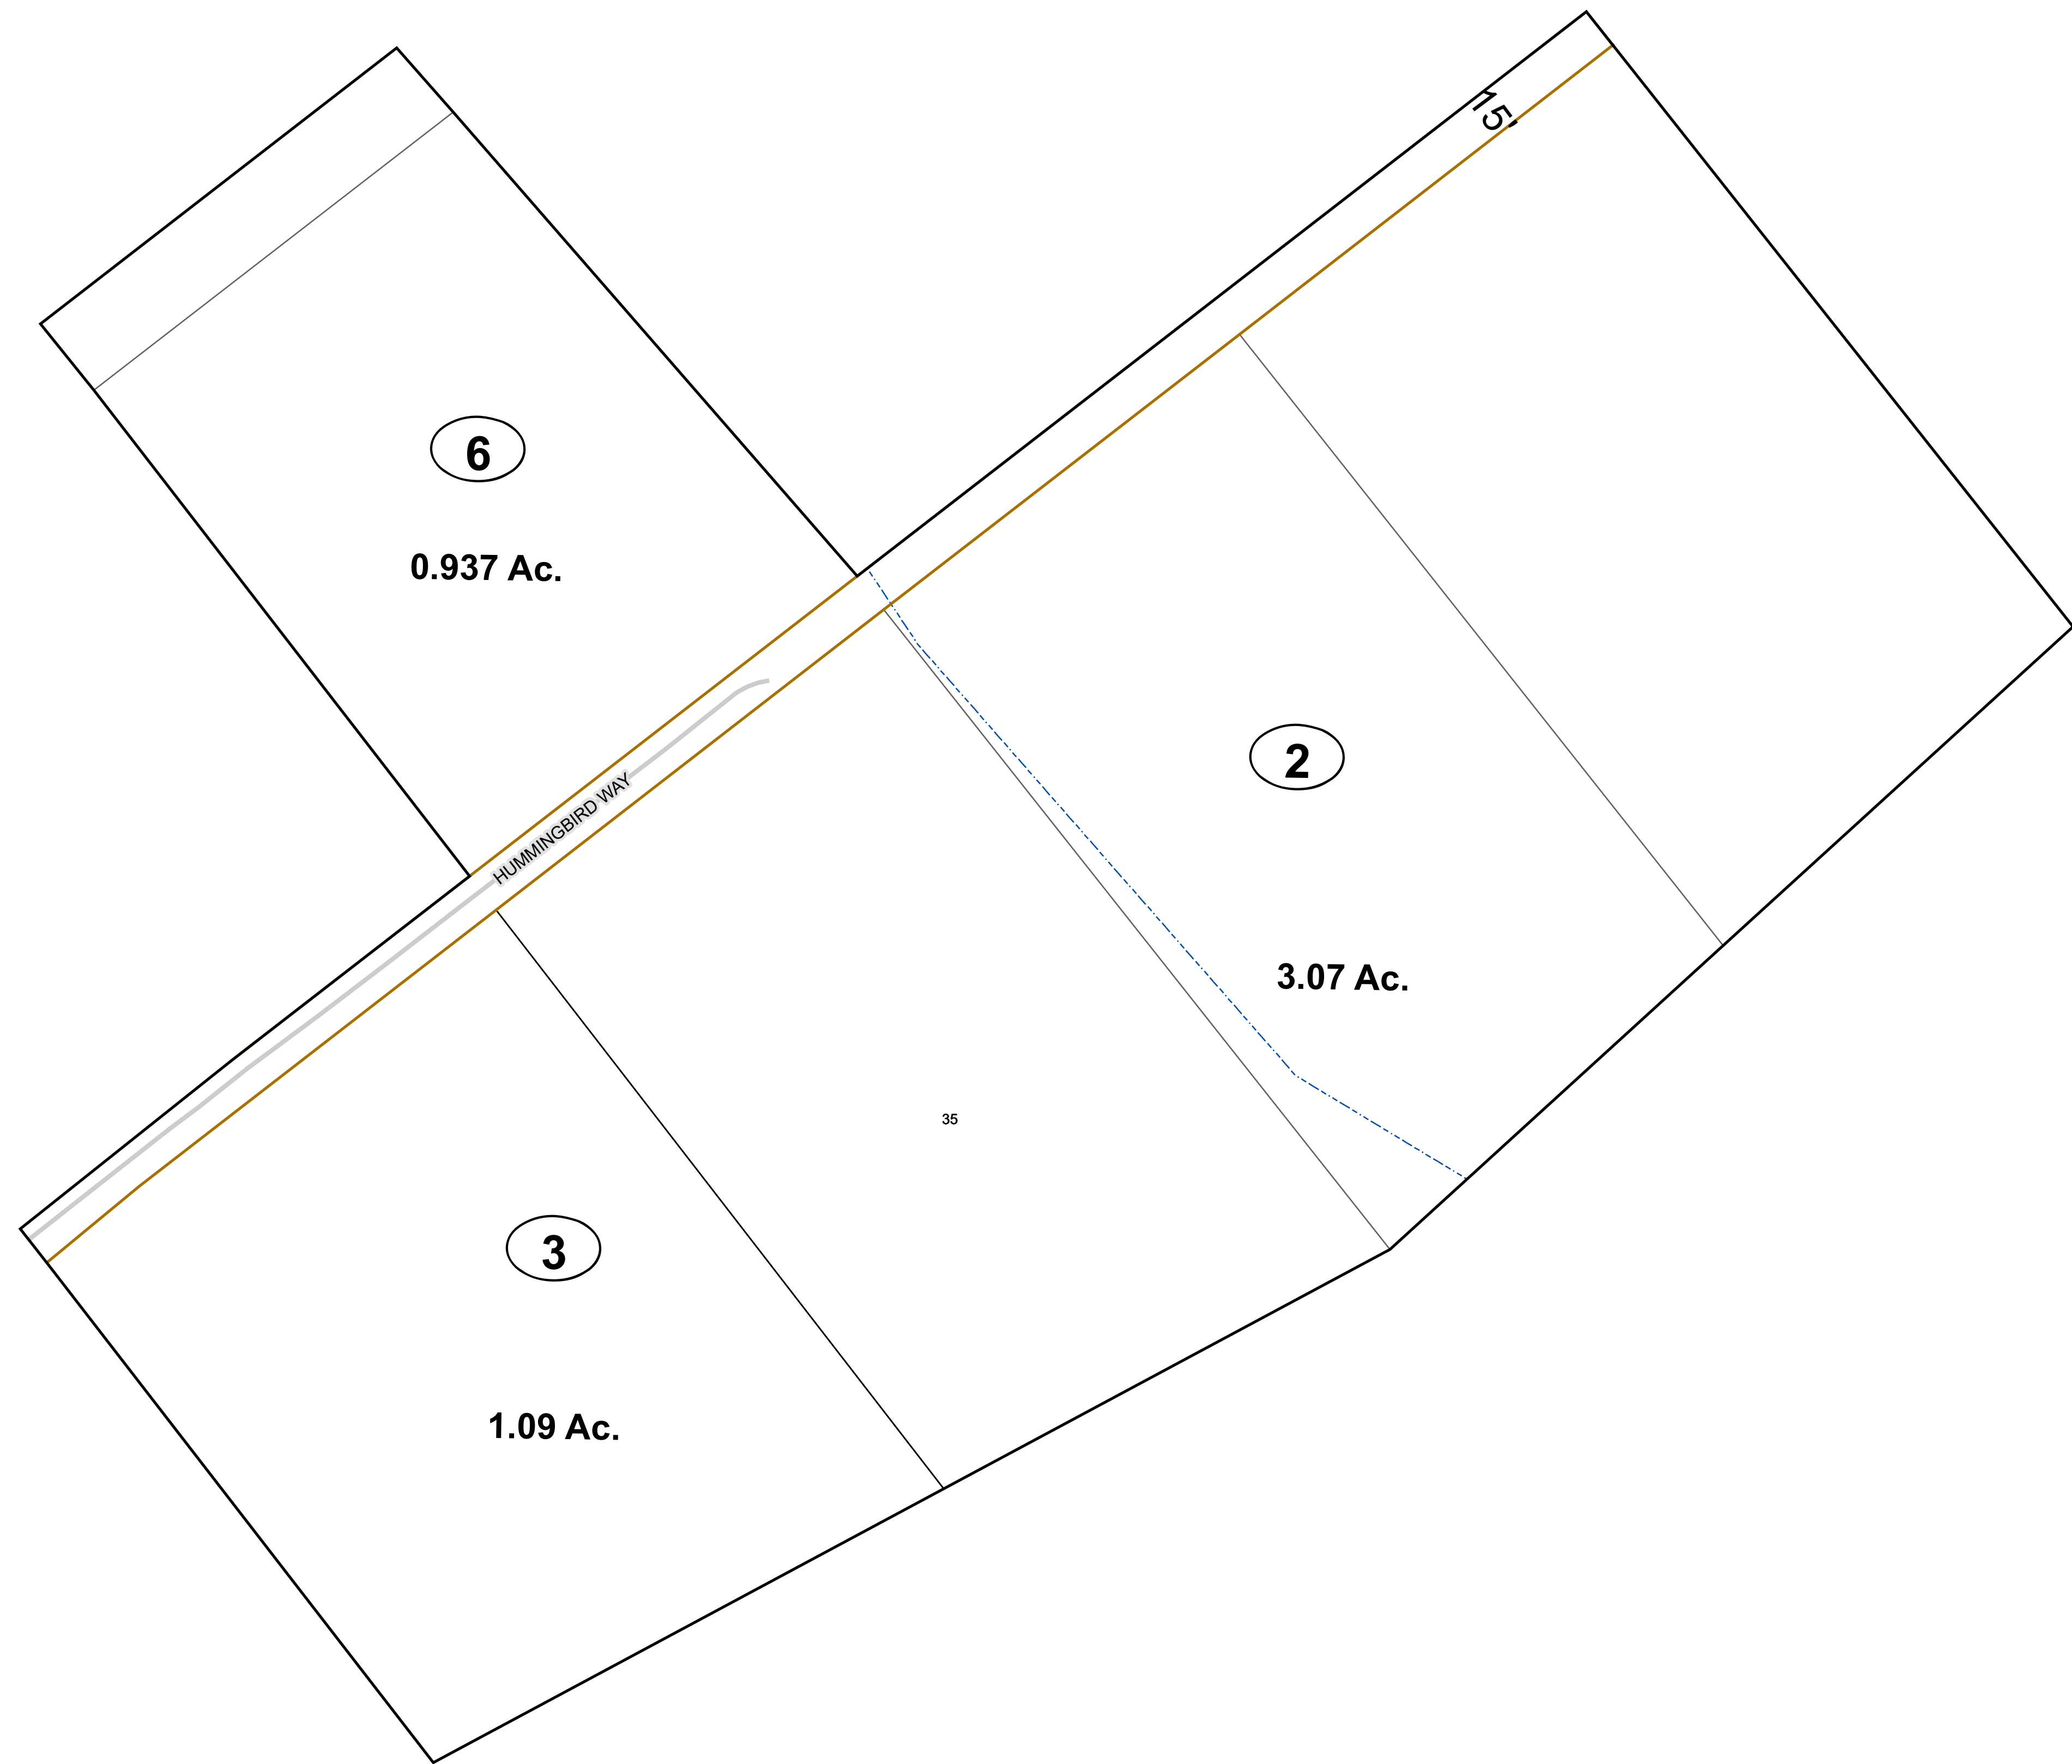 15'
6
0.937 Ac.
2
HUMMINGBIRD WAY
3.07 Ac.
35
3
1.09 Ac.